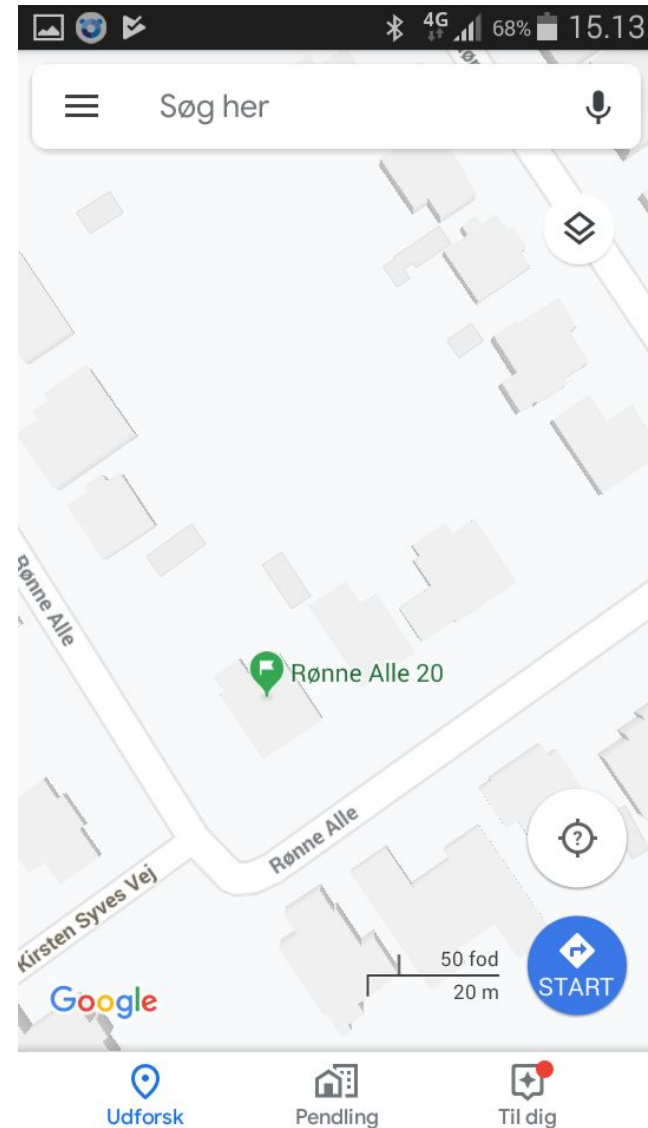 4G 68% 15.13
Søg her
Rønne Alle
Rønne Alle 20
Rønne Alle
Kirsten Syves Vej
50 fod
20 m
START
Google
Udforsk
Pendling
Til dig